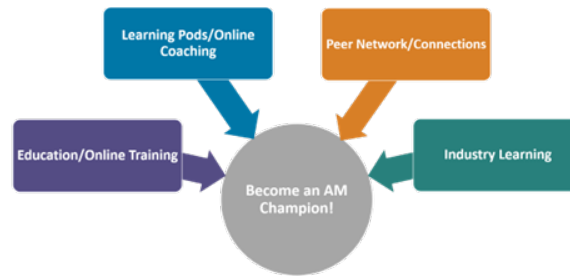 Learning Pods/Online
Coaching
Peer Network/Connections
Education/Online Training
Industry Learning
Become an AM
Champion!